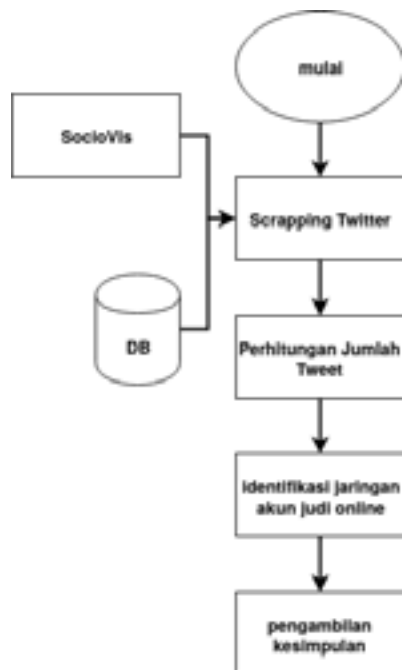 mulai
SocioVis
Scrapping Twitter
DB
Perhitungan Jumlah
Tweet
identifikasi jaringan
akun judi online
pengambilan
kesimpulan